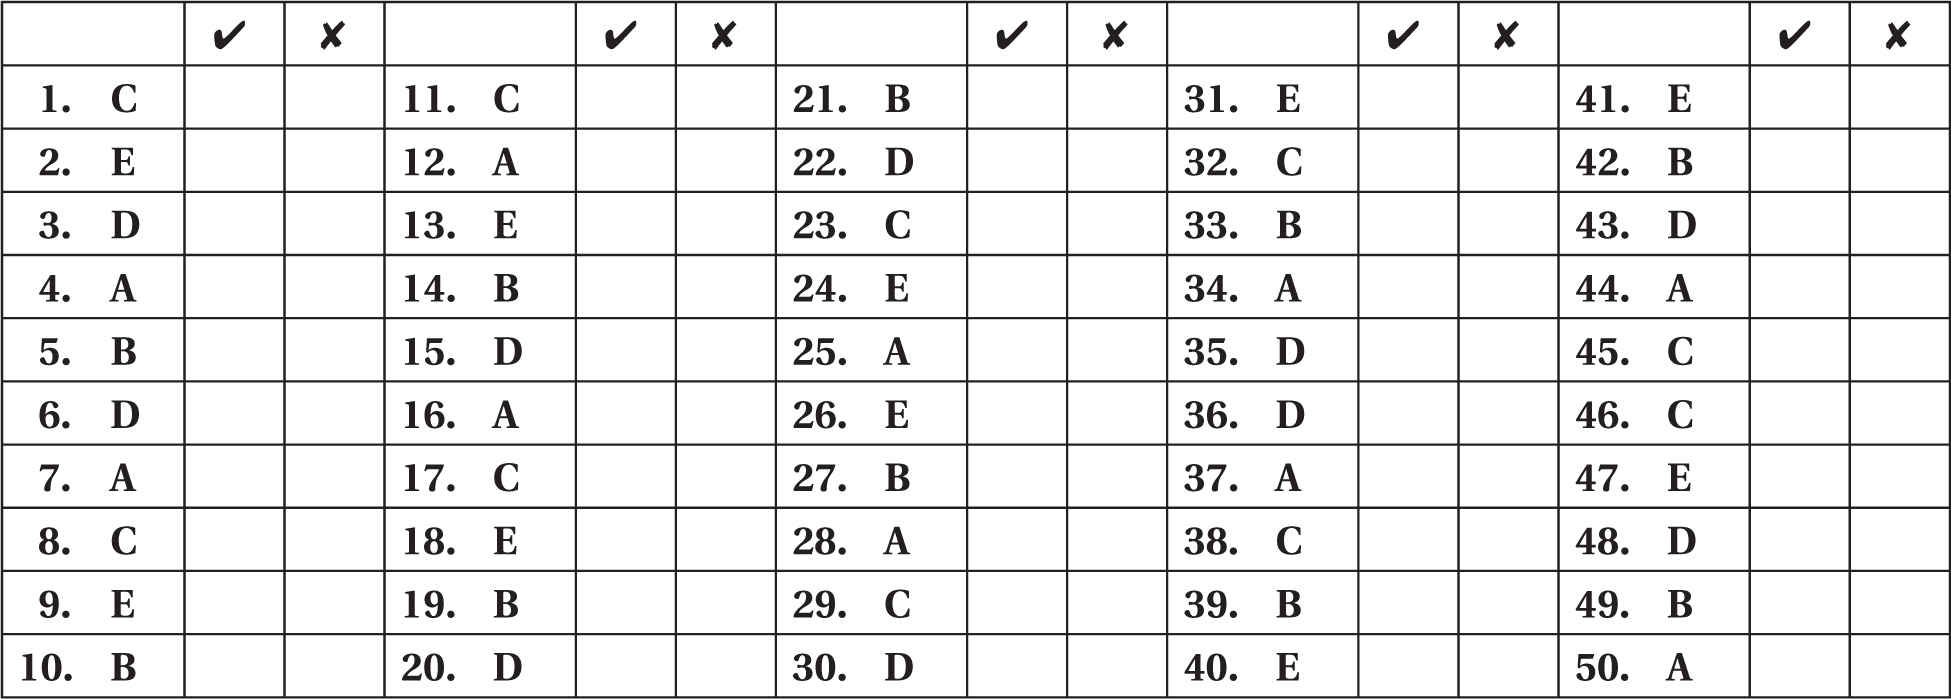 ✔ ✘ ✔ ✘ ✔ ✘ ✔ ✘ ✔ ✘
1. C 11. C 21. B 31. E 41. E
2. E 12. A 22. D 32. C 42. B
3. D 13. E 23. C 33. B 43. D
4. A 14. B 24. E 34. A 44. A
5. B 15. D 25. A 35. D 45. C
6. D 16. A 26. E 36. D 46. C
7. A 17. C 27. B 37. A 47. E
8. C 18. E 28. A 38. C 48. D
9. E 19. B 29. C 39. B 49. B
10. B 20. D 30. D 40. E 50. A